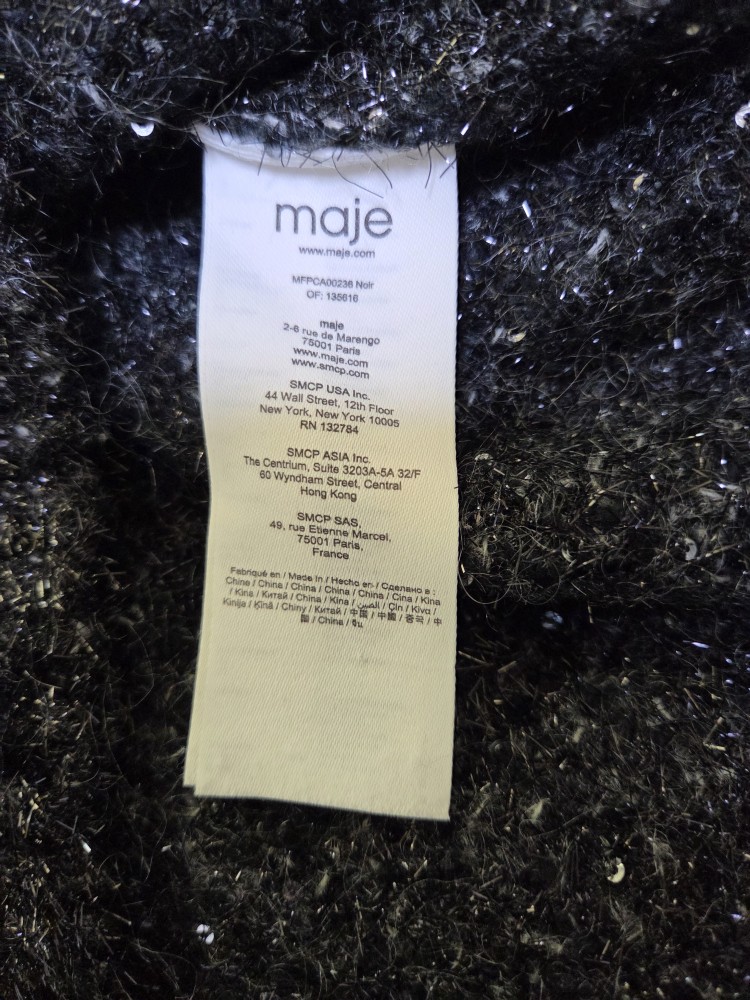 maje
www.maje.com
MFPCA00236 Noir
OF: 135616
maje
2-6 rue de Marengo
75001 Paris
www.maje.com
www.smcp.com
SMCP USA Inc.
44 Wall Street, 12th Floor
New York, New York 10005
RN 132784
SMCP ASIA Inc.
The Centrium, Suite 3203A-5A 32/F
60 Wyndham Street, Central
Hong Kong
SMCP SAS,
49, rue Etienne Marcel,
75001 Paris,
France
Fabriqué en / Made in / Hecho en / Сделано в :
Chine / China / China / China / China / Cina / Kina
/ Kina / Китай / China / Kina / الصين / Çin / Κίνα /
Kinija / Ķīnā / Chiny / Китай / 中国 / 中國 / 중국 / 中
国 / China / จีน